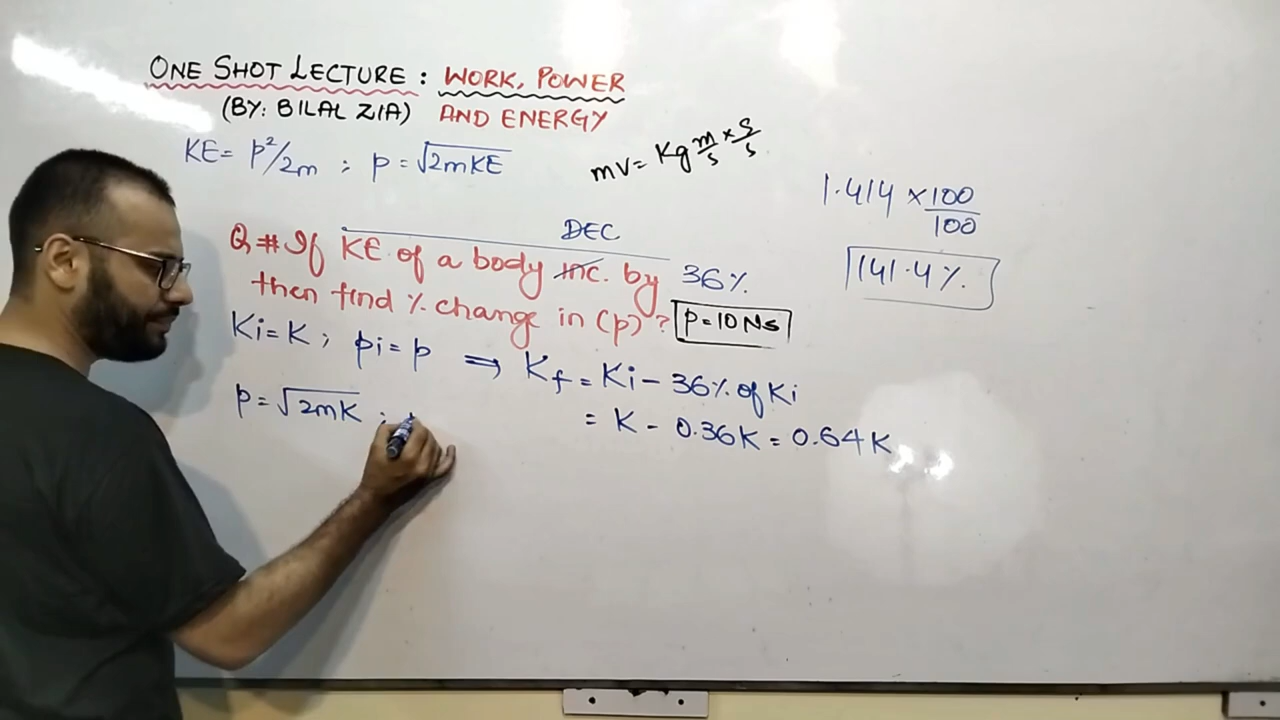 ONE SHOT LECTURE : WORK, POWER
(BY: BILAL ZIA) AND ENERGY
KE = p²/2m ; p = √2mKE
mv = Kg m/s × s/s
1.414 × 100/100
141.4%.
DEC
Q # If KE of a body inc. by 36%.
then find % change in (p) ? p = 10 Ns
Ki = K ; pi = p ⇒ Kf = Ki - 36% of Ki
p = √2mK ;
= K - 0.36K = 0.64K